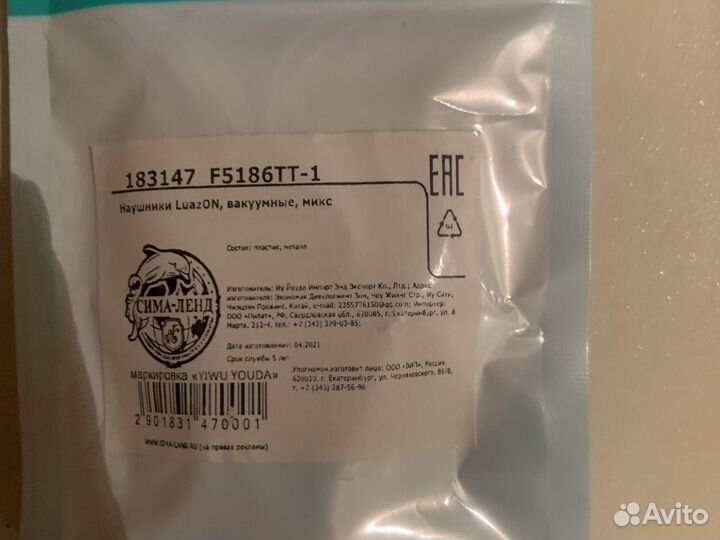 183147 F5186TT-1
EAC
Наушники LuazON, вакуумные, микс
Состав: пластик, металл
СИМА-ЛЕНД
Изготовитель: Иу Йоуда Импорт Энд Экспорт Ко., Лтд.; Адрес
изготовителя: Экономик Девелопмент Зон, Чоу Жианг Стр., Иу Сити,
Чжэцзян Провинс, Китай, e-mail: 2355776150@qq.com; Импортер:
ООО «Пилат», РФ, Свердловская обл., 620085, г. Екатеринбург, ул. 8
Марта, 212-4, тел.: +7 (343) 379-03-85;
Дата изготовления: 04.2021
Срок службы 5 лет
Упогномоч.изготовит лицо: ООО «ВИП», Россия,
620010, г. Екатеринбург, ул. Черняховского, 86/8,
т. +7 (343) 287-56-96
маркировка «YIWU YOUDA»
2 901831 470001
WWW.SIMA-LAND.RU (на правах рекламы)
Avito